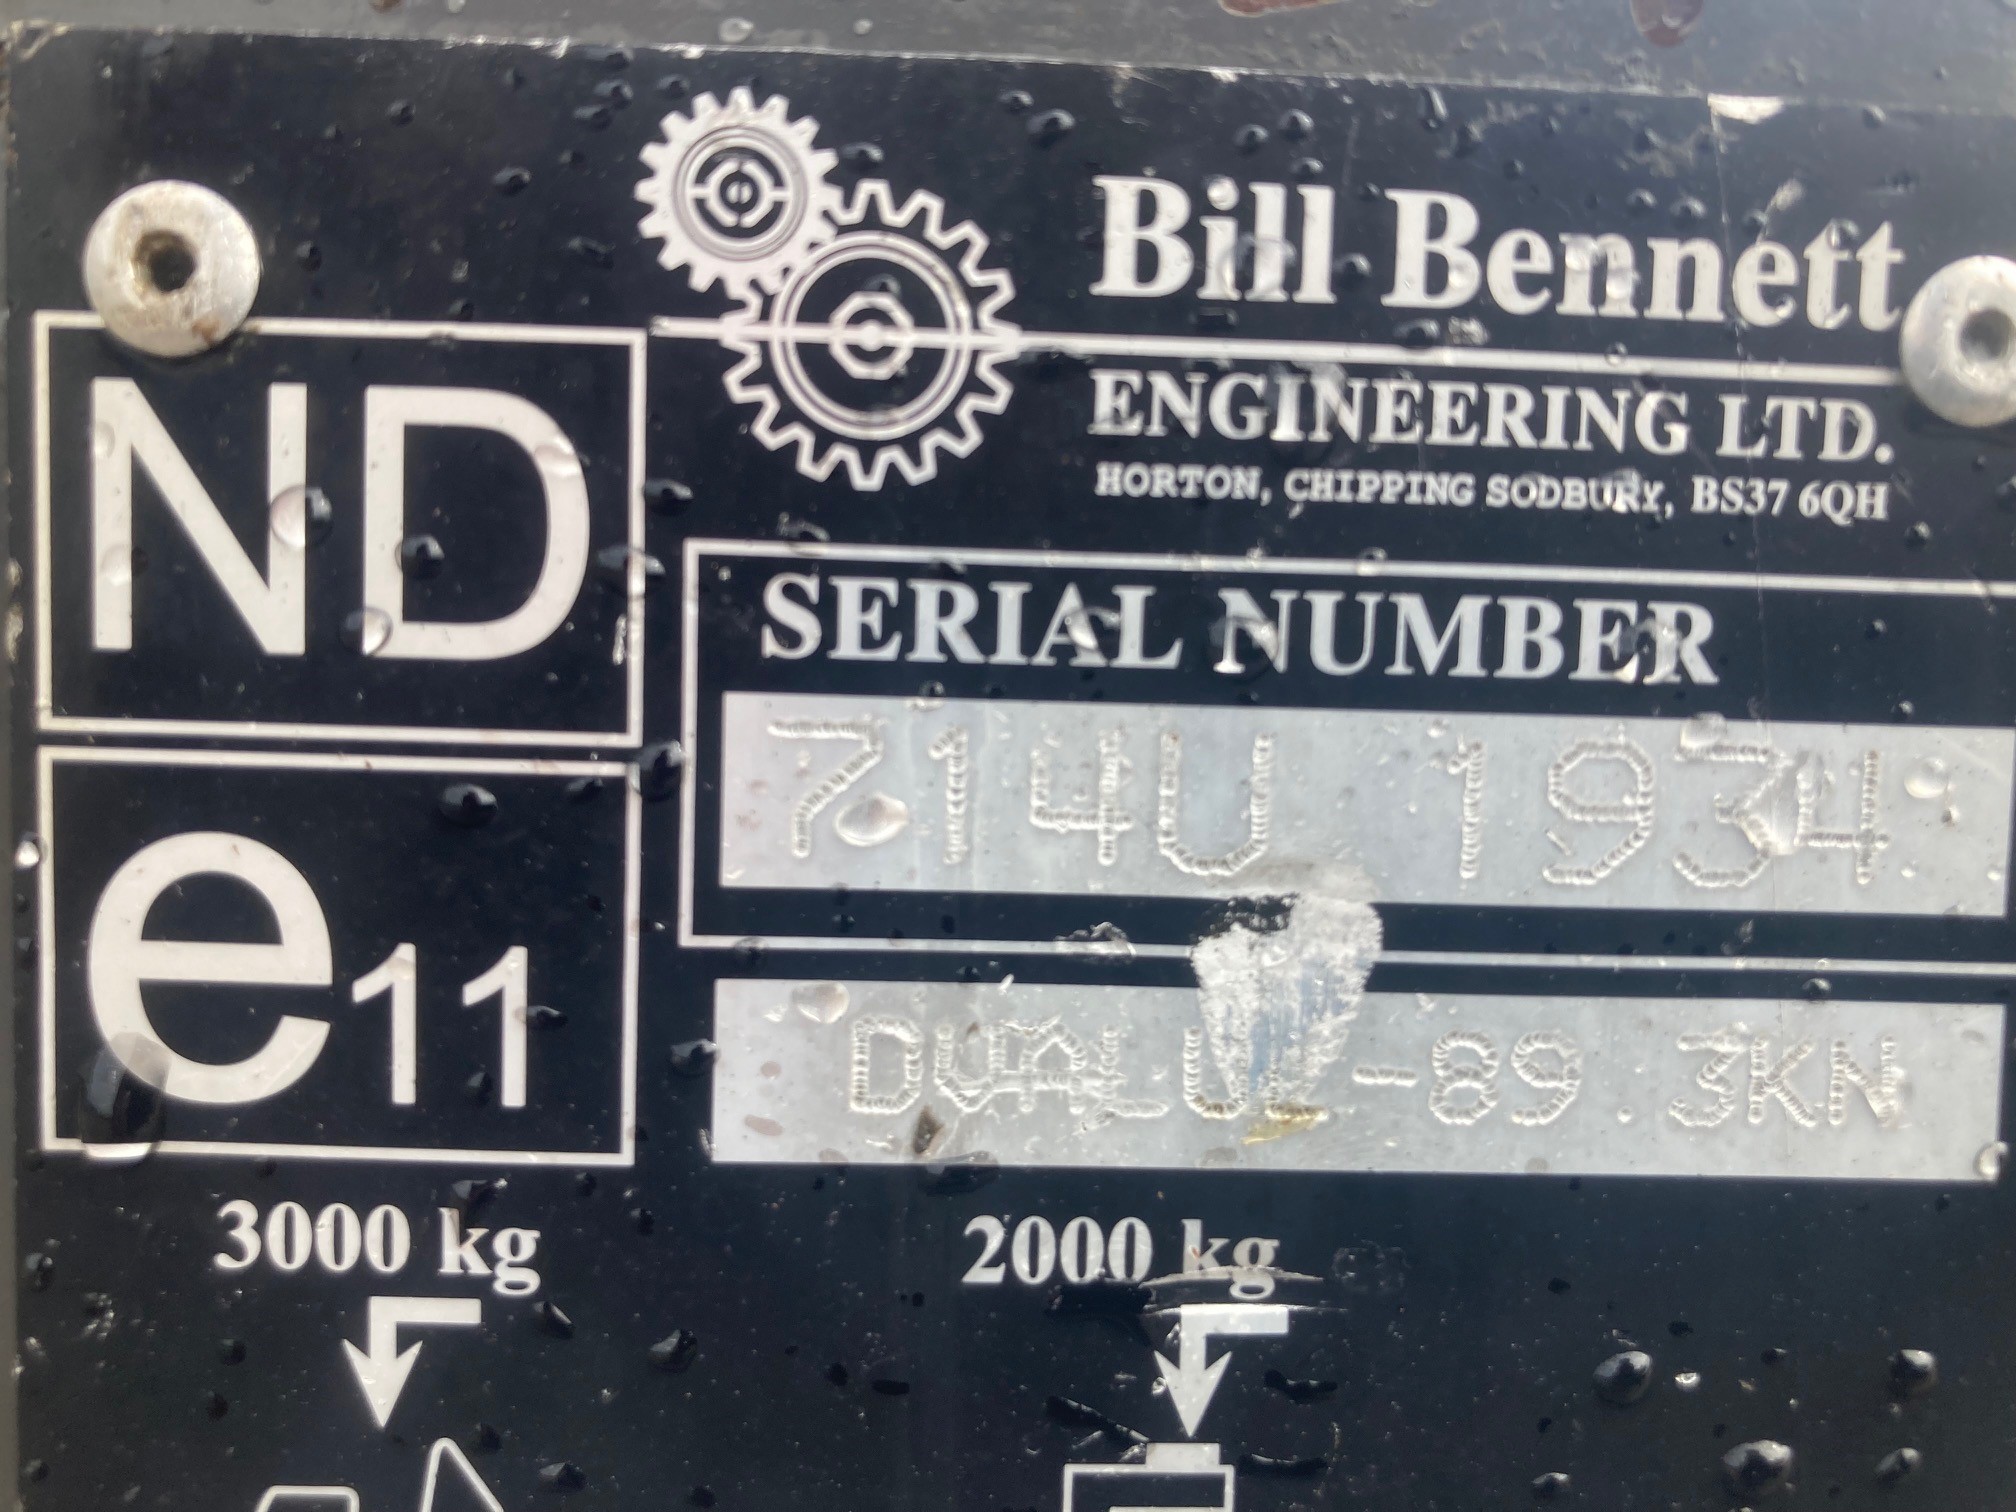 Bill Bennett
ENGINEERING LTD.
HORTON, CHIPPING SODBURY, BS37 6QH
ND
e11
SERIAL NUMBER
714U 1934
-89.3KN
3000 kg
2000 kg